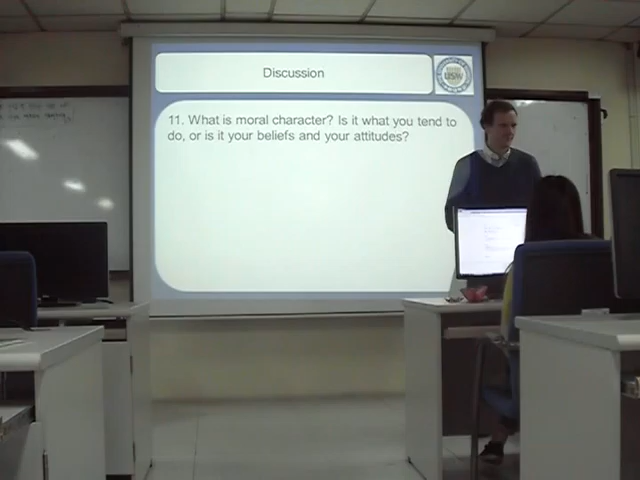 Discussion
11. What is moral character? Is it what you tend to
do, or is it your beliefs and your attitudes?
USW